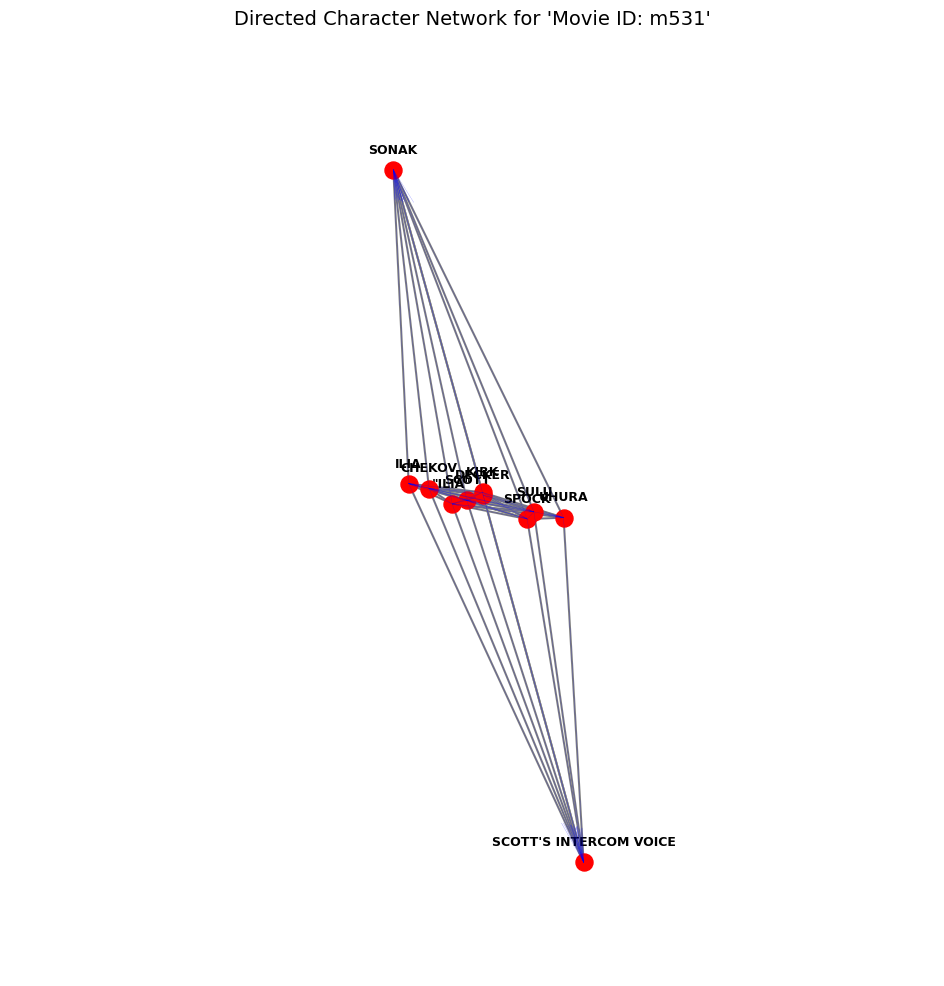 Directed Character Network for 'Movie ID: m531'
SONAK
ILIA
CHEKOV
KIRK
DECKER
"ILIA"
SCOTT
SULU
UHURA
SPOCK
SCOTT'S INTERCOM VOICE